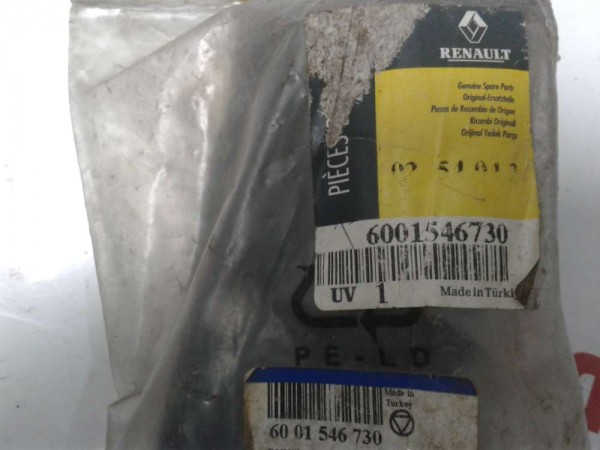 RENAULT
Genuine Spare Parts
Original-Ersatzteile
Piezas de Recambio de Origen
Ricambi Originali
Orijinal Yedek Parça
PIÈCES
6001546730
UV 1
Made in Türki
PE-LD
Made in
Turkey
60 01 546 730